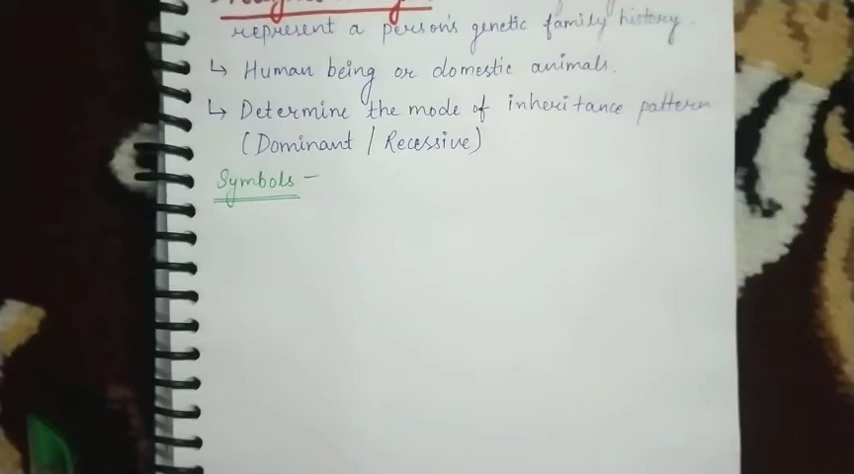 represent a person's genetic family history.
↳ Human being or domestic animals.
↳ Determine the mode of inheritance pattern
(Dominant / Recessive)
Symbols –